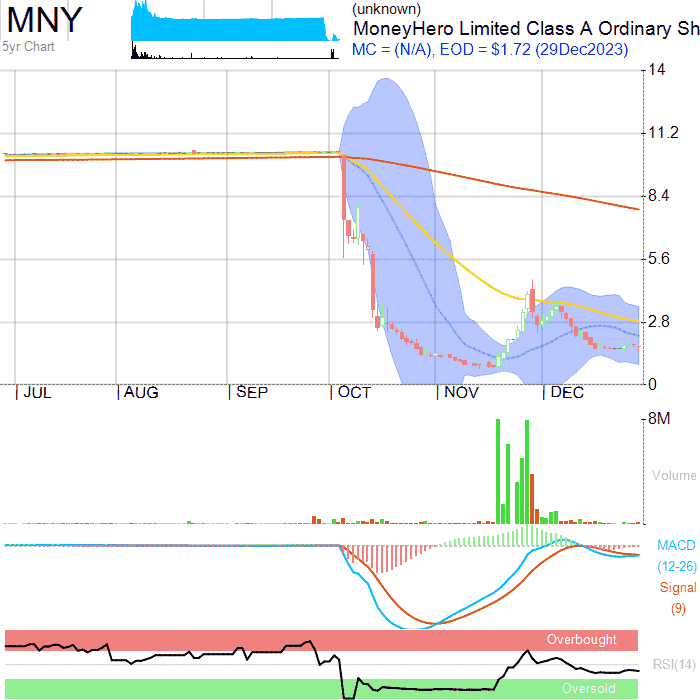 MNY
5yr Chart
(unknown)
MoneyHero Limited Class A Ordinary Sh
MC = (N/A), EOD = $1.72 (29Dec2023)
14
11.2
8.4
5.6
2.8
0
JUL AUG SEP OCT NOV DEC
8M
Volume
MACD
(12-26)
Signal
(9)
Overbought
RSI(14)
Oversold